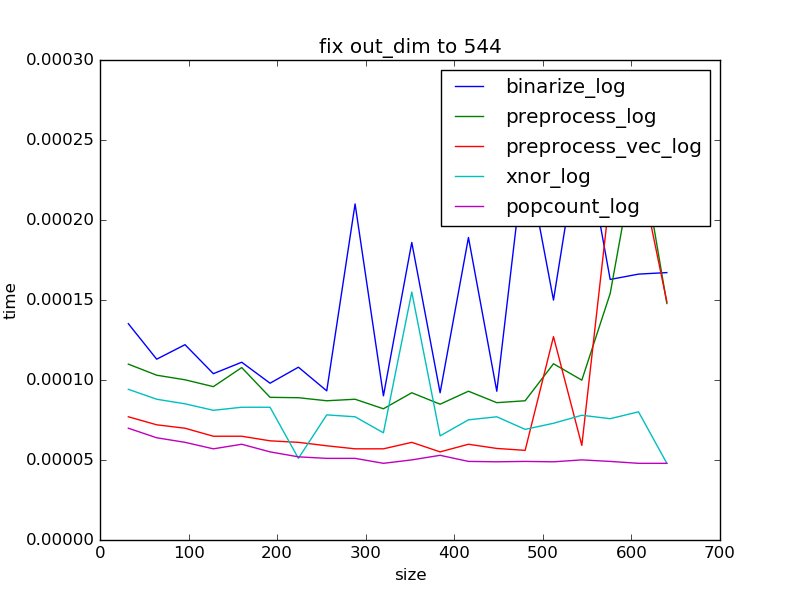 fix out_dim to 544
0.00030
0.00025
0.00020
0.00015
0.00010
0.00005
0.00000
time
binarize_log
preprocess_log
preprocess_vec_log
xnor_log
popcount_log
0 100 200 300 400 500 600 700
size